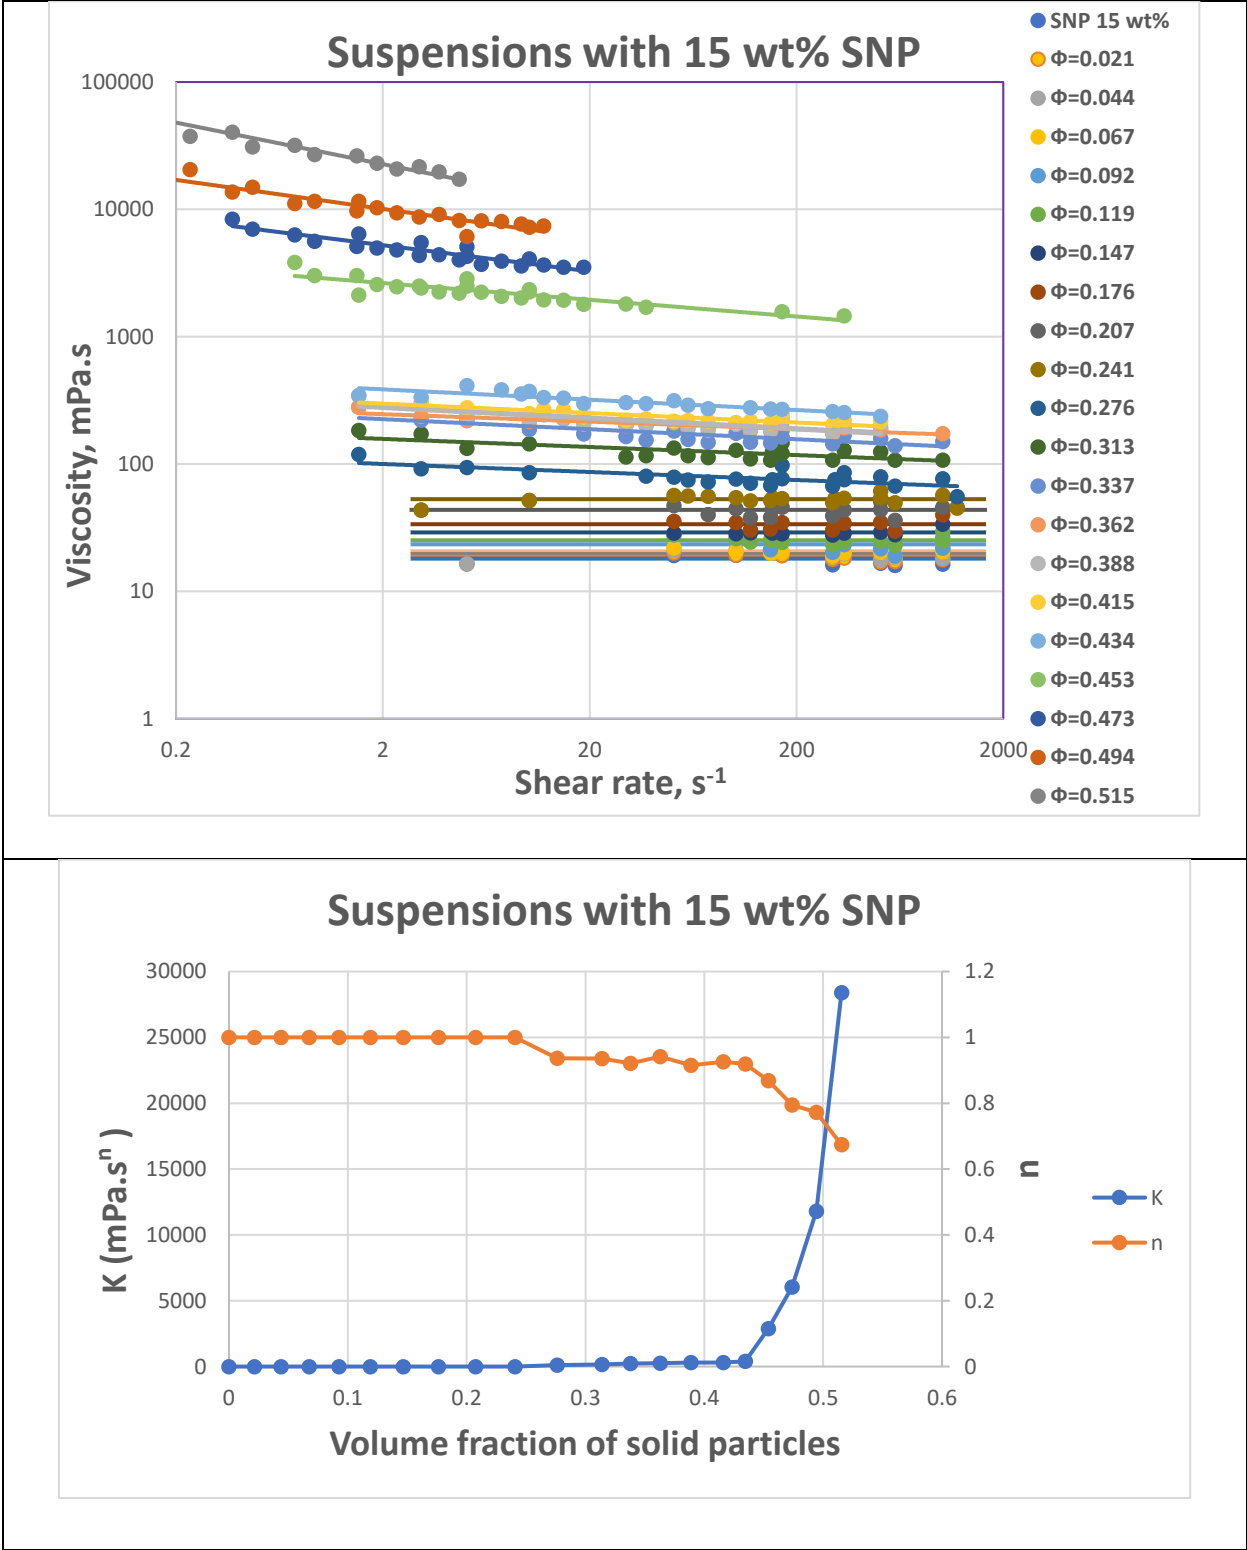 Suspensions with 15 wt% SNP
100000
10000
1000
100
10
1
Viscosity, mPa.s
0.2 2 20 200 2000
Shear rate, s-1
SNP 15 wt%
Φ=0.021
Φ=0.044
Φ=0.067
Φ=0.092
Φ=0.119
Φ=0.147
Φ=0.176
Φ=0.207
Φ=0.241
Φ=0.276
Φ=0.313
Φ=0.337
Φ=0.362
Φ=0.388
Φ=0.415
Φ=0.434
Φ=0.453
Φ=0.473
Φ=0.494
Φ=0.515
Suspensions with 15 wt% SNP
30000
25000
20000
15000
10000
5000
0
K (mPa.sn )
1.2
1
0.8
0.6
0.4
0.2
0
n
K
n
0 0.1 0.2 0.3 0.4 0.5 0.6
Volume fraction of solid particles